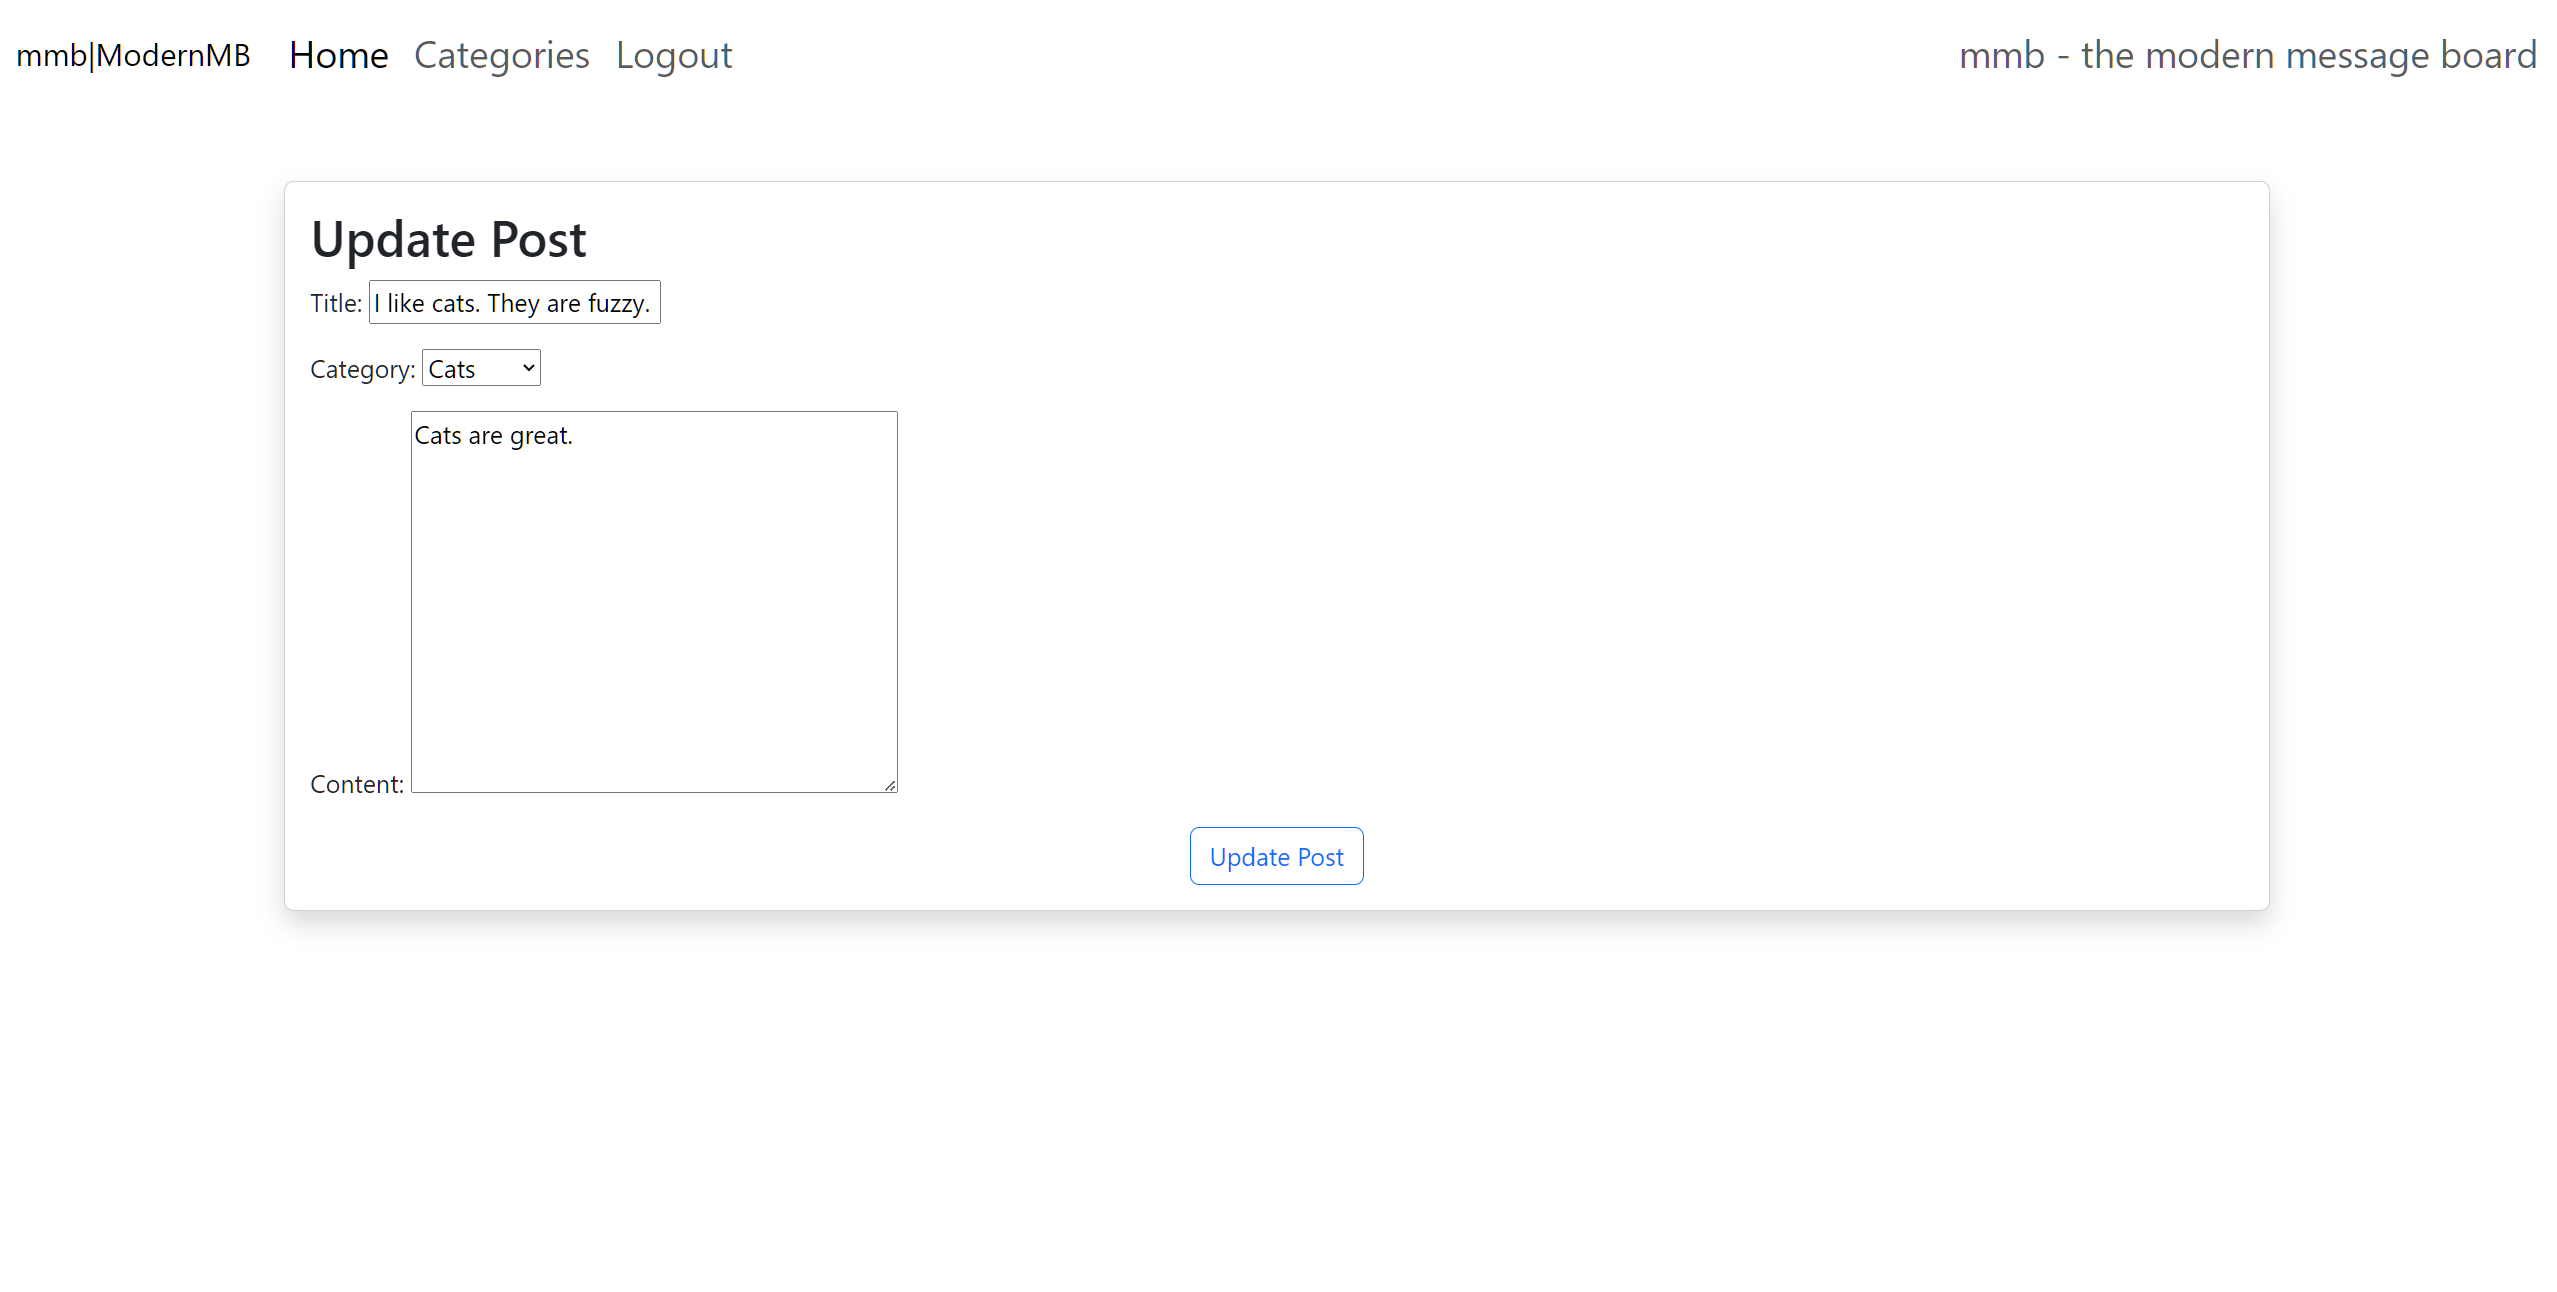 mmb|ModernMB Home Categories Logout mmb - the modern message board
Update Post
Title: I like cats. They are fuzzy.
Category: Cats
Cats are great.
Content:
Update Post